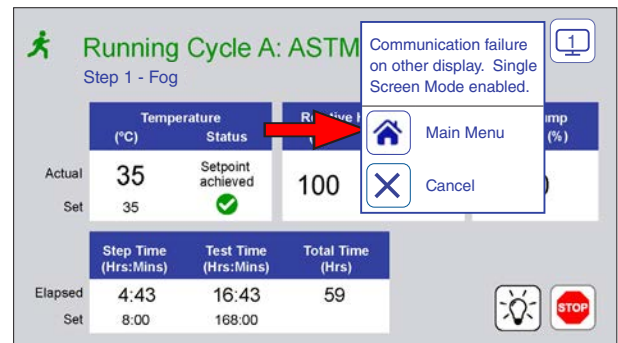 Running Cycle A: ASTM
Step 1 - Fog
Communication failure
on other display. Single
Screen Mode enabled.
1
Main Menu
Cancel
Temperature
(°C) Status
(%)
Actual 35 Setpoint
achieved
100
Set 35
Step Time Test Time Total Time
(Hrs:Mins) (Hrs:Mins) (Hrs)
Elapsed 4:43 16:43 59
Set 8:00 168:00
STOP